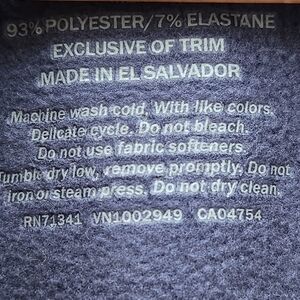 93% POLYESTER/7% ELASTANE
EXCLUSIVE OF TRIM
MADE IN EL SALVADOR
Machine wash cold, With like colors.
Delicate cycle. Do not bleach.
Do not use fabric softeners.
Tumble dry low, remove promptly. Do not
iron or steam press. Do not dry clean.
RN71341 VN1002949 CA04754